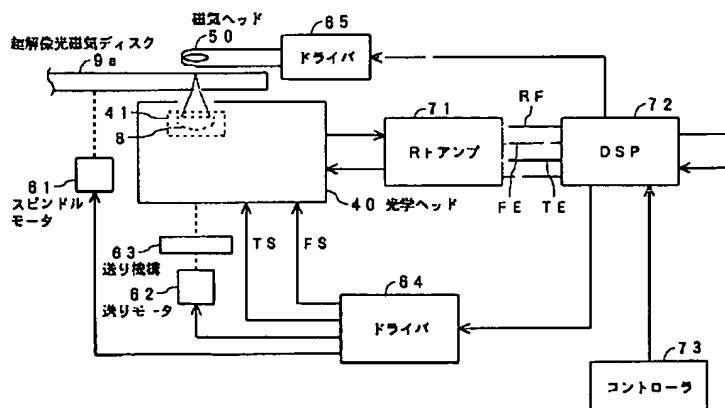 磁気ヘッド
50
65
ドライバ
超解像光磁気ディスク
9a
41
8
71
Rfアンプ
RF
FE
TE
72
DSP
61
スピンドル
モータ
40 光学ヘッド
63
送り機構
62
送りモータ
TS
FS
64
ドライバ
73
コントローラ